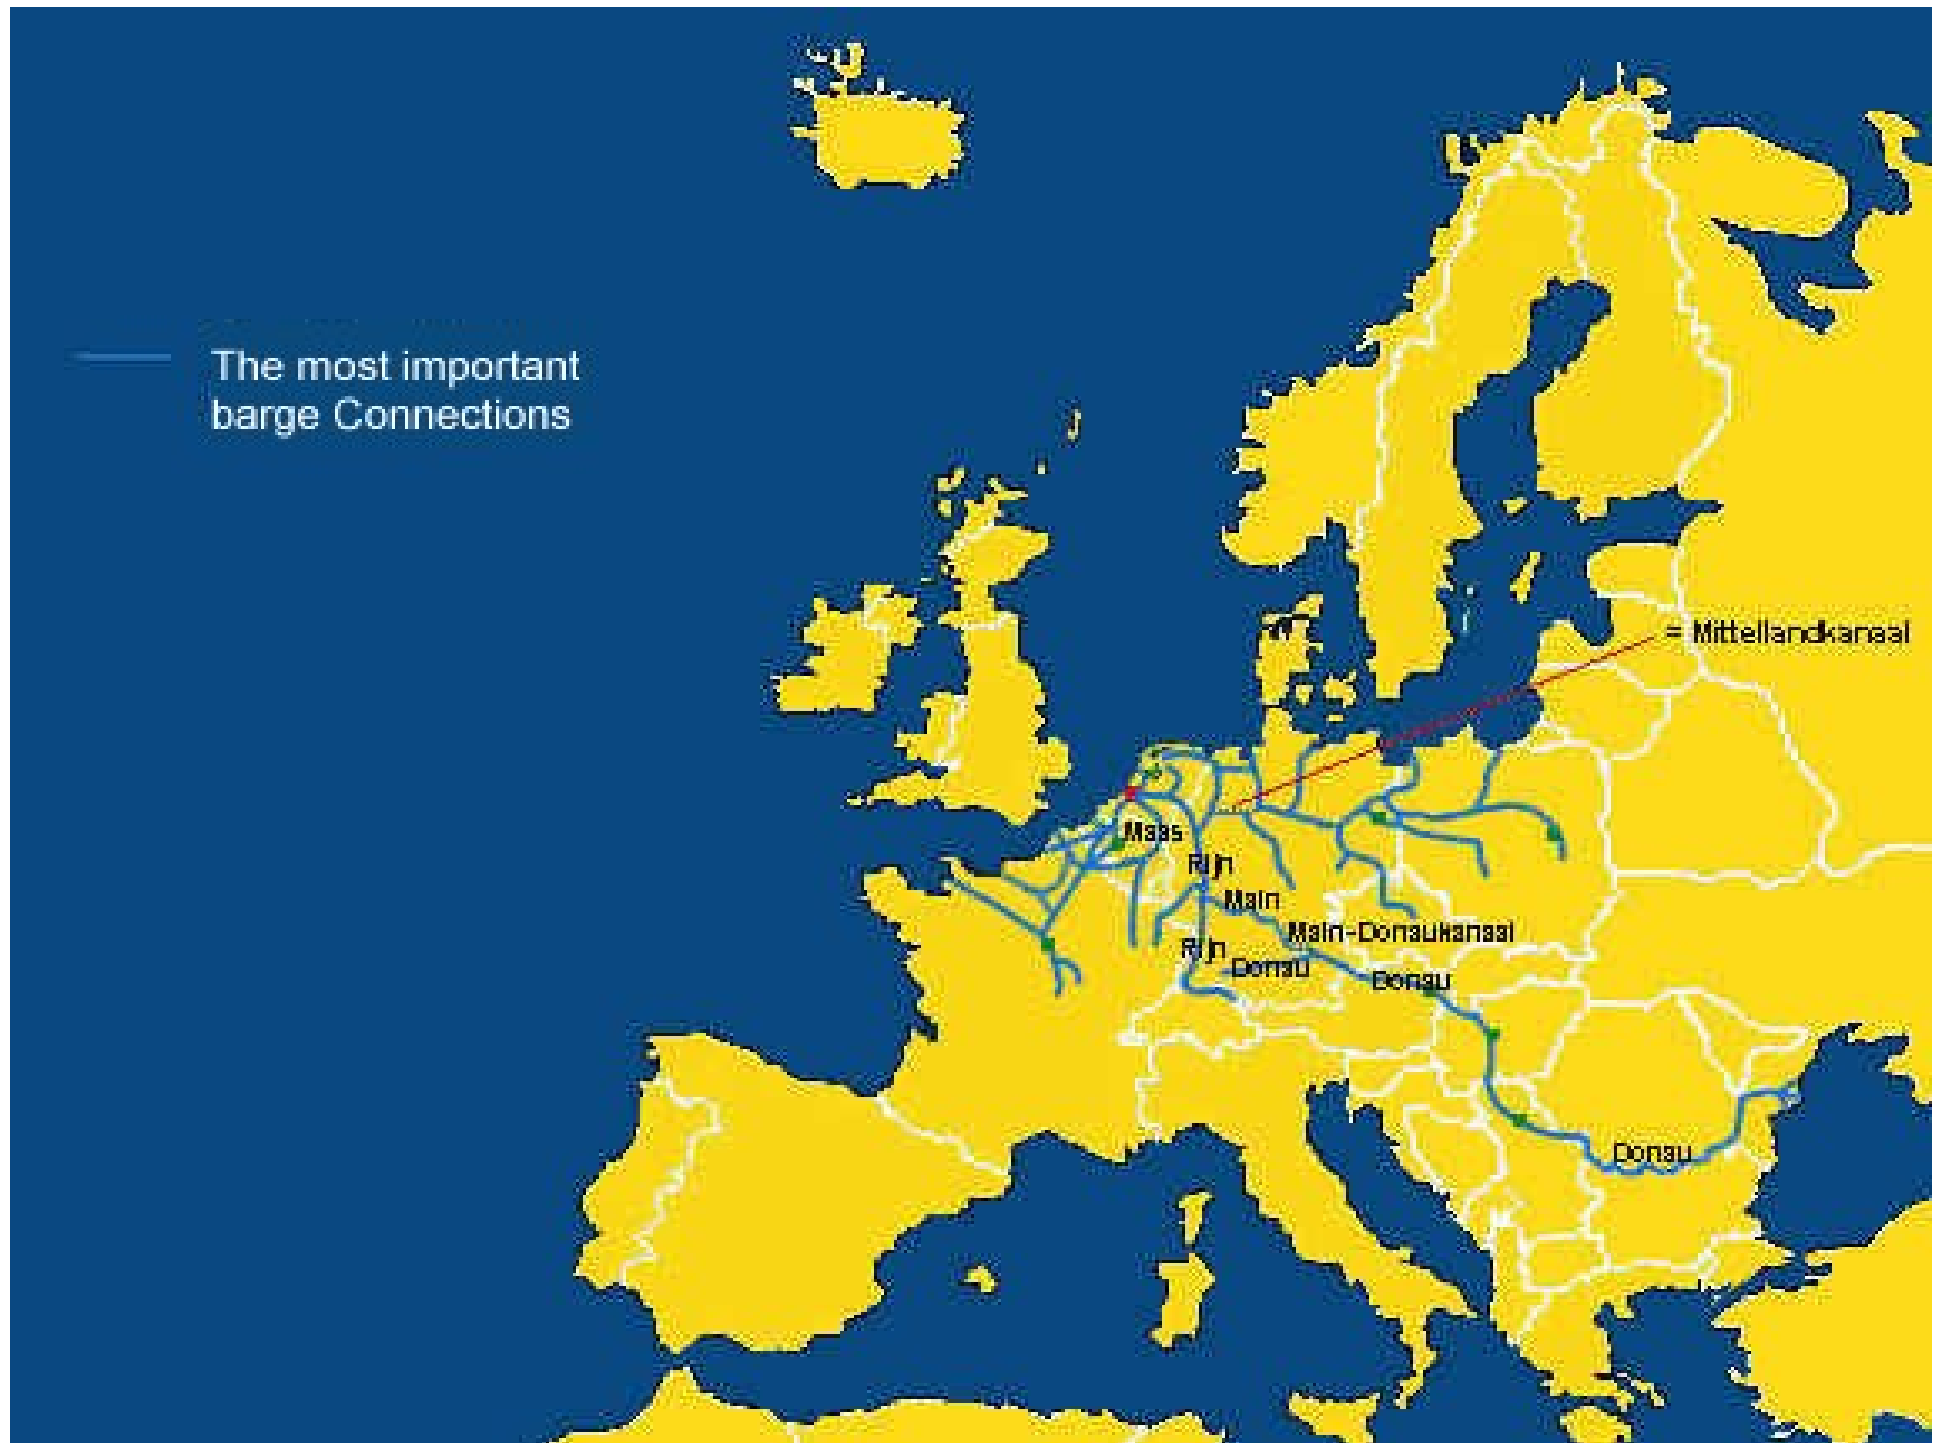 The most important
barge Connections
= Mittellandkanaal
Maas
Rijn
Main
Main-Donaukanaal
Rijn
Donau
Donau
Donau